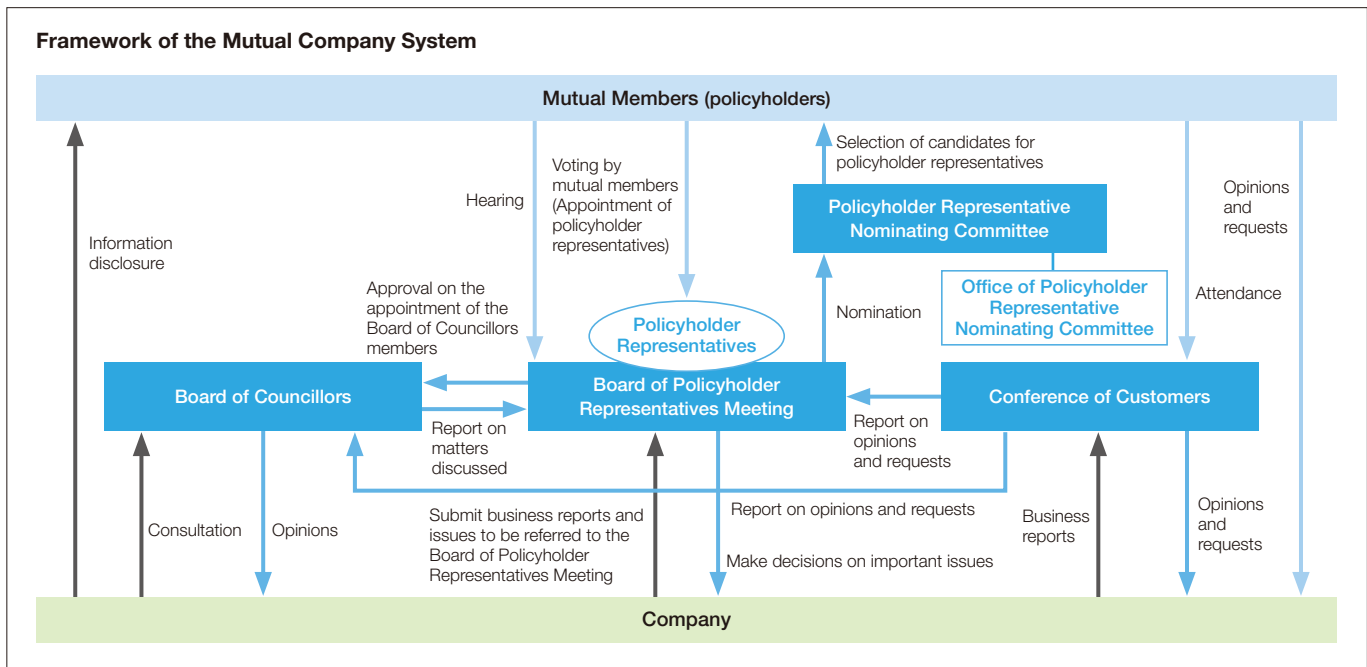 Framework of the Mutual Company System
Mutual Members (policyholders)
Information
disclosure
Hearing
Voting by
mutual members
(Appointment of
policyholder
representatives)
Selection of candidates for
policyholder representatives
Policyholder Representative
Nominating Committee
Office of Policyholder
Representative
Nominating Committee
Nomination
Attendance
Opinions
and
requests
Approval on the
appointment of the
Board of Councillors
members
Policyholder
Representatives
Board of Councillors
Board of Policyholder
Representatives Meeting
Conference of Customers
Report on
matters
discussed
Report on
opinions
and requests
Consultation
Opinions
Submit business reports and
issues to be referred to the
Board of Policyholder
Representatives Meeting
Report on opinions and requests
Make decisions on important issues
Business
reports
Opinions
and
requests
Company